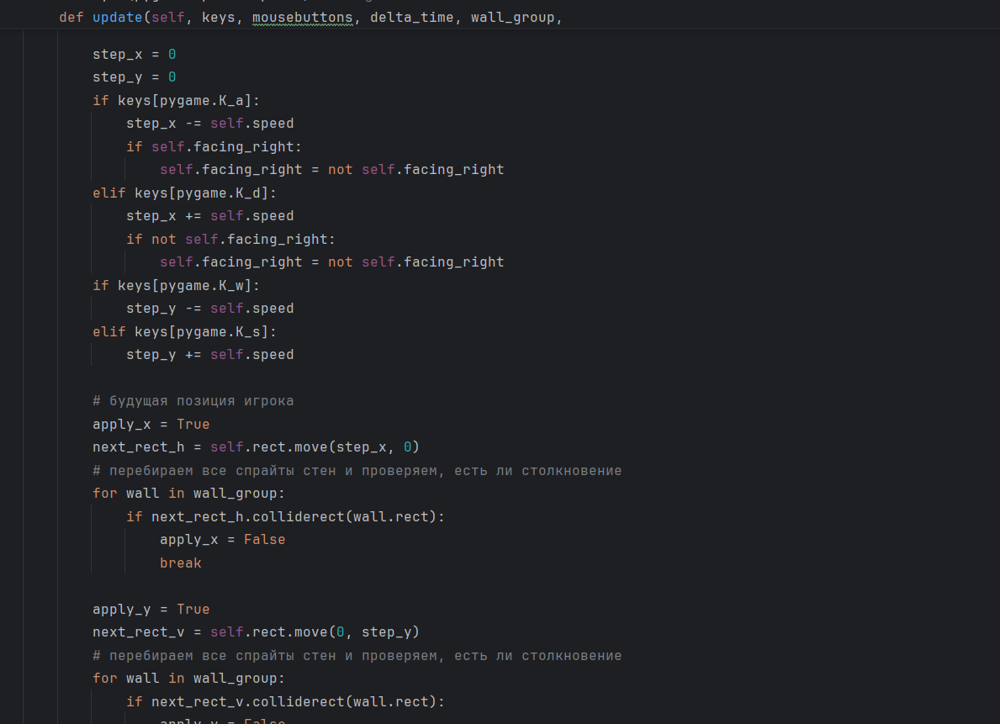 def update(self, keys, mousebuttons, delta_time, wall_group,
step_x = 0
step_y = 0
if keys[pygame.K_a]:
step_x -= self.speed
if self.facing_right:
self.facing_right = not self.facing_right
elif keys[pygame.K_d]:
step_x += self.speed
if not self.facing_right:
self.facing_right = not self.facing_right
if keys[pygame.K_w]:
step_y -= self.speed
elif keys[pygame.K_s]:
step_y += self.speed
# будущая позиция игрока
apply_x = True
next_rect_h = self.rect.move(step_x, 0)
# перебираем все спрайты стен и проверяем, есть ли столкновение
for wall in wall_group:
if next_rect_h.colliderect(wall.rect):
apply_x = False
break
apply_y = True
next_rect_v = self.rect.move(0, step_y)
# перебираем все спрайты стен и проверяем, есть ли столкновение
for wall in wall_group:
if next_rect_v.colliderect(wall.rect):
apply_y = False